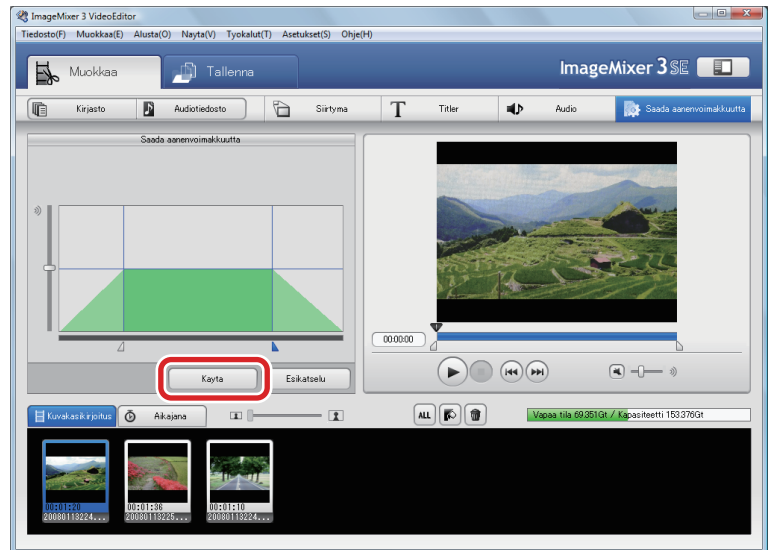 ImageMixer 3 VideoEditor
Tiedosto(F) Muokkaa(E) Alusta(O) Nayta(V) Tyokalut(T) Asetukset(S) Ohje(H)
Muokkaa Tallenna ImageMixer 3 SE
Kirjasto Audiotiedosto Siirtyma T Titler Audio Saada aanenvoimakkuutta
Saada aanenvoimakkuutta
00:00:00
Kayta Esikatselu
Kuvakasikirjoitus Aikajana ALL Vapaa tila 69.351Gt / Kapasiteetti 153.376Gt
00:01:20 00:01:36 00:01:10
20080113224... 20080113225... 20080113224...